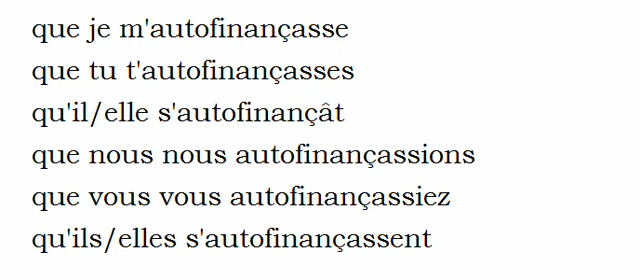 que je m'autofinançasse
que tu t'autofinançasses
qu'il/elle s'autofinançât
que nous nous autofinançassions
que vous vous autofinançassiez
qu'ils/elles s'autofinançassent